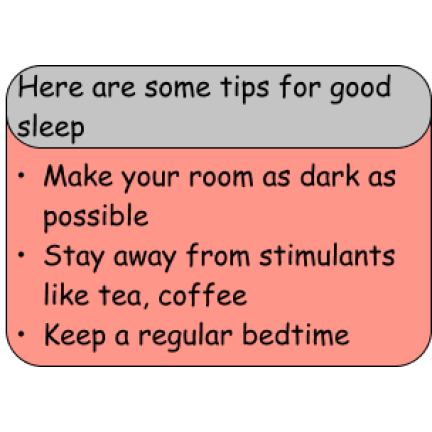 Here are some tips for good
sleep
• Make your room as dark as
possible
• Stay away from stimulants
like tea, coffee
• Keep a regular bedtime